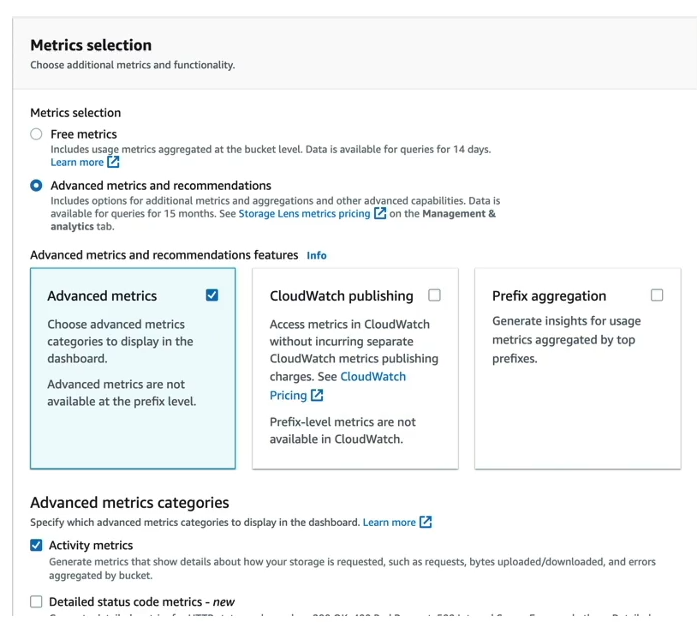 Metrics selection
Choose additional metrics and functionality.
Metrics selection
Free metrics
Includes usage metrics aggregated at the bucket level. Data is available for queries for 14 days.
Learn more
Advanced metrics and recommendations
Includes options for additional metrics and aggregations and other advanced capabilities. Data is
available for queries for 15 months. See Storage Lens metrics pricing on the Management &
analytics tab.
Advanced metrics and recommendations features Info
Advanced metrics
Choose advanced metrics
categories to display in the
dashboard.
Advanced metrics are not
available at the prefix level.
CloudWatch publishing
Access metrics in CloudWatch
without incurring separate
CloudWatch metrics publishing
charges. See CloudWatch
Pricing
Prefix-level metrics are not
available in CloudWatch.
Prefix aggregation
Generate insights for usage
metrics aggregated by top
prefixes.
Advanced metrics categories
Specify which advanced metrics categories to display in the dashboard. Learn more
Activity metrics
Generate metrics that show details about how your storage is requested, such as requests, bytes uploaded/downloaded, and errors
aggregated by bucket.
Detailed status code metrics - new